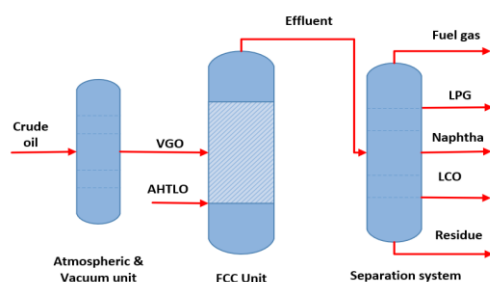 Effluent
Fuel gas
LPG
Crude
oil
VGO
Naphtha
AHTLO
LCO
Residue
Atmospheric &
Vacuum unit
FCC Unit
Separation system